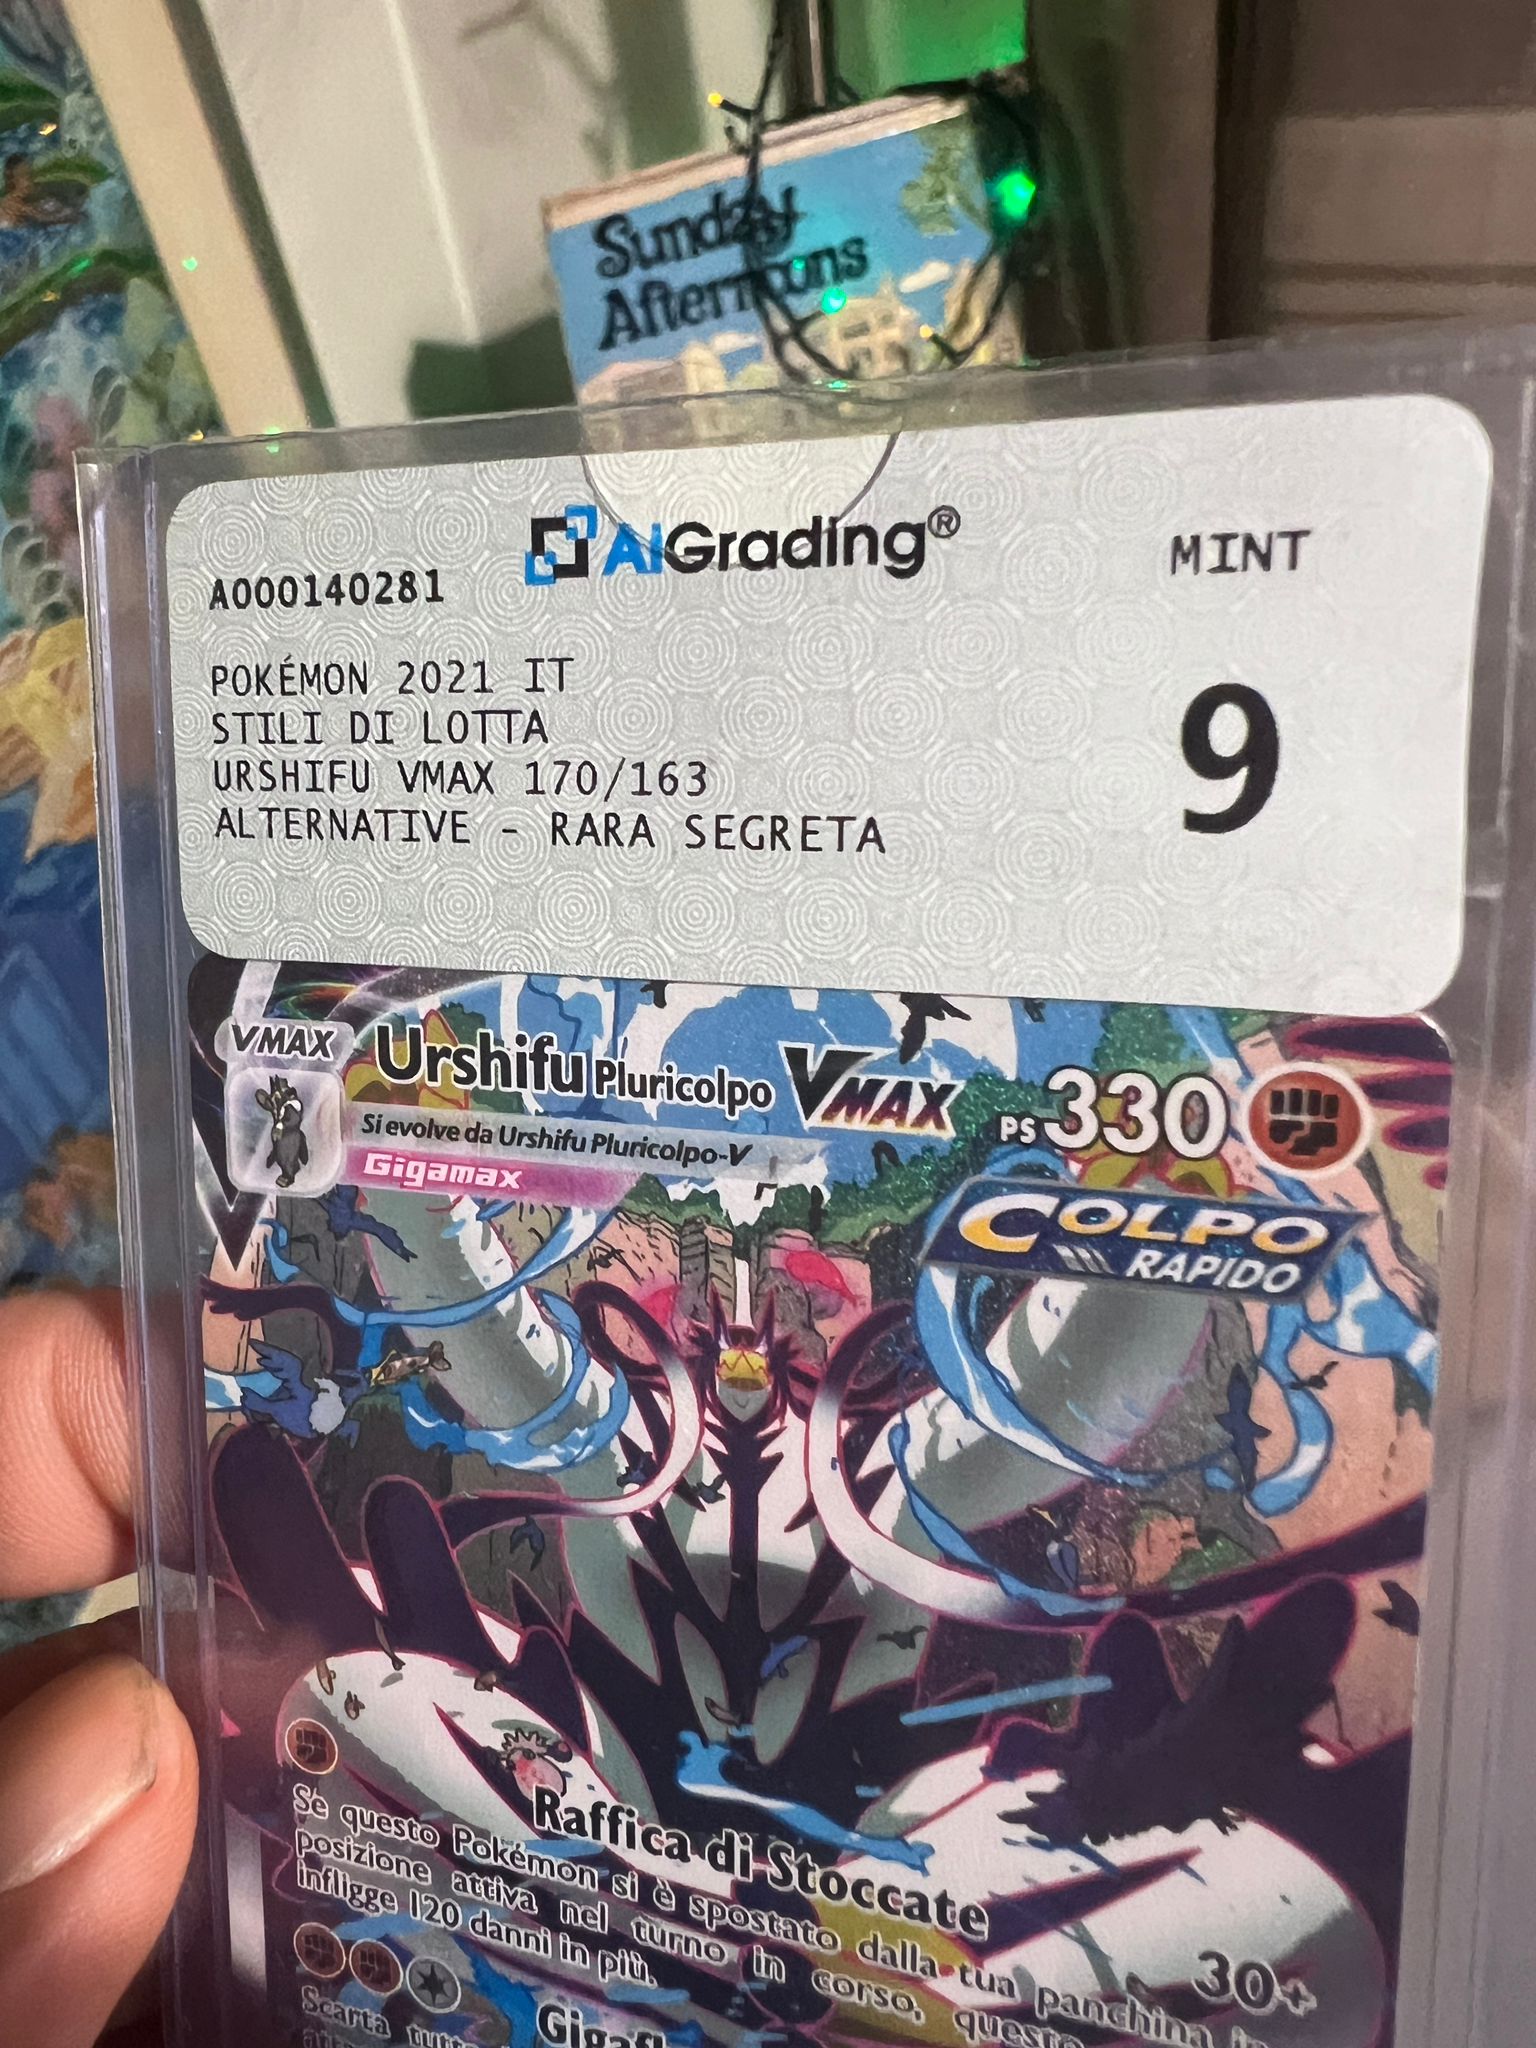 Sunday
Afternoons
AiGrading®
MINT
A000140281
POKÉMON 2021 IT
STILI DI LOTTA
URSHIFU VMAX 170/163
ALTERNATIVE - RARA SEGRETA
9
VMAX
Urshifu Pluricolpo VMAX PS 330
Si evolve da Urshifu Pluricolpo-V
Gigamax
COLPO
RAPIDO
Raffica di Stoccate
30+
Se questo Pokémon si è spostato dalla tua panchina in
posizione attiva nel turno in corso, questo
infligge 120 danni in più.
Scarta